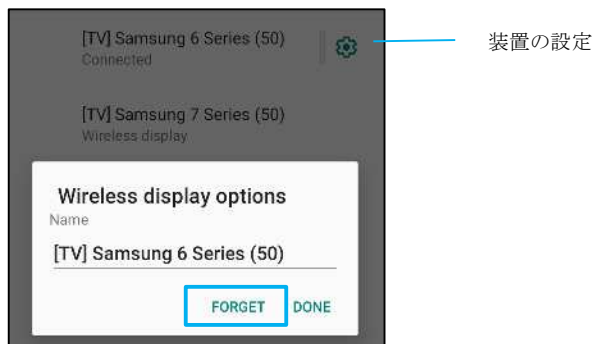 [TV] Samsung 6 Series (50)
Connected
装置の設定
[TV] Samsung 7 Series (50)
Wireless display
Wireless display options
Name
[TV] Samsung 6 Series (50)
FORGET DONE